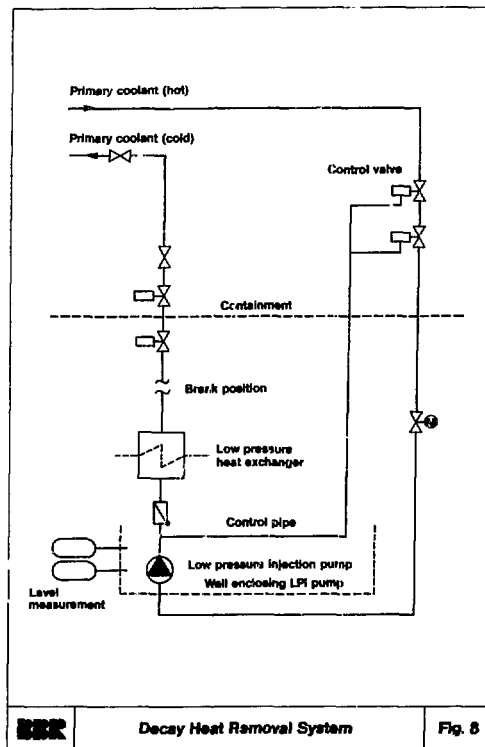 Primary coolant (hot)
Primary coolant (cold)
Control valve
Containment
Break position
Low pressure
heat exchanger
Control pipe
Low pressure injection pump
Wall enclosing LPI pump
Level
measurement
M
Decay Heat Removal System
Fig. 8